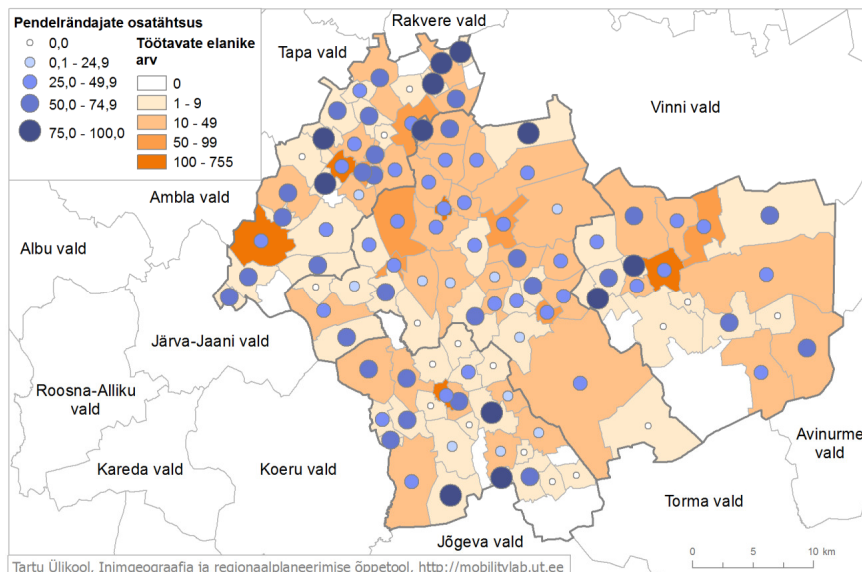 Pendelrändajate osatähtsus
0,0
0,1 - 24,9
25,0 - 49,9
50,0 - 74,9
75,0 - 100,0
Töötavate elanike
arv
0
1 - 9
10 - 49
50 - 99
100 - 755
Rakvere vald
Tapa vald
Vinni vald
Ambla vald
Albu vald
Järva-Jaani vald
Roosna-Alliku
vald
Kareda vald
Koeru vald
Avinurme
vald
Torma vald
Jõgeva vald
0 5 10 km
Tartu Ülikool, Inimgeograafia ja regionaalplaneerimise õppetool, http://mobilitylab.ut.ee